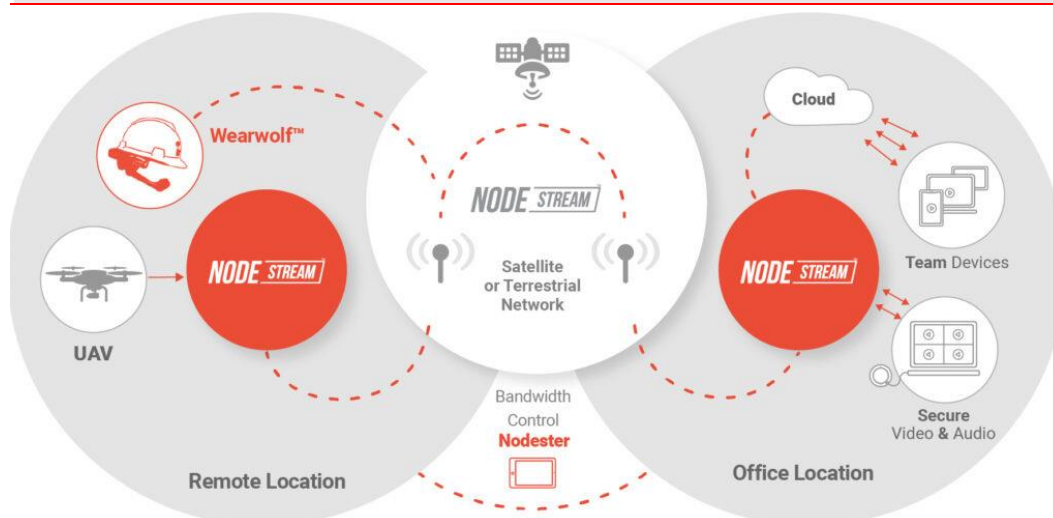 Wearwolf™
NODE STREAM
UAV
Remote Location
NODE STREAM
Satellite
or Terrestrial
Network
Bandwidth
Control
Nodester
Cloud
NODE STREAM
Team Devices
Secure
Video & Audio
Office Location